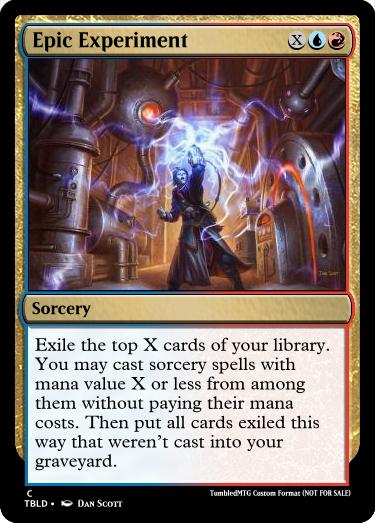 Epic Experiment X
Sorcery
Exile the top X cards of your library.
You may cast sorcery spells with
mana value X or less from among
them without paying their mana
costs. Then put all cards exiled this
way that weren't cast into your
graveyard.
C
TBLD • Dan Scott
TumbledMTG Custom Format (NOT FOR SALE)
Dan Scott